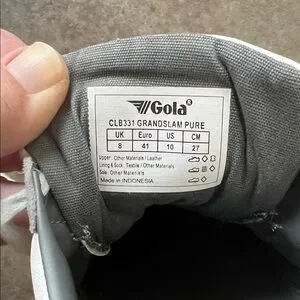 Gola®
CLB331 GRANDSLAM PURE
UK Euro US CM
8 41 10 27
Upper: Other Materials / Leather
Lining & Sock: Textile / Other Materials
Sole: Other Materials
Made in INDONESIA